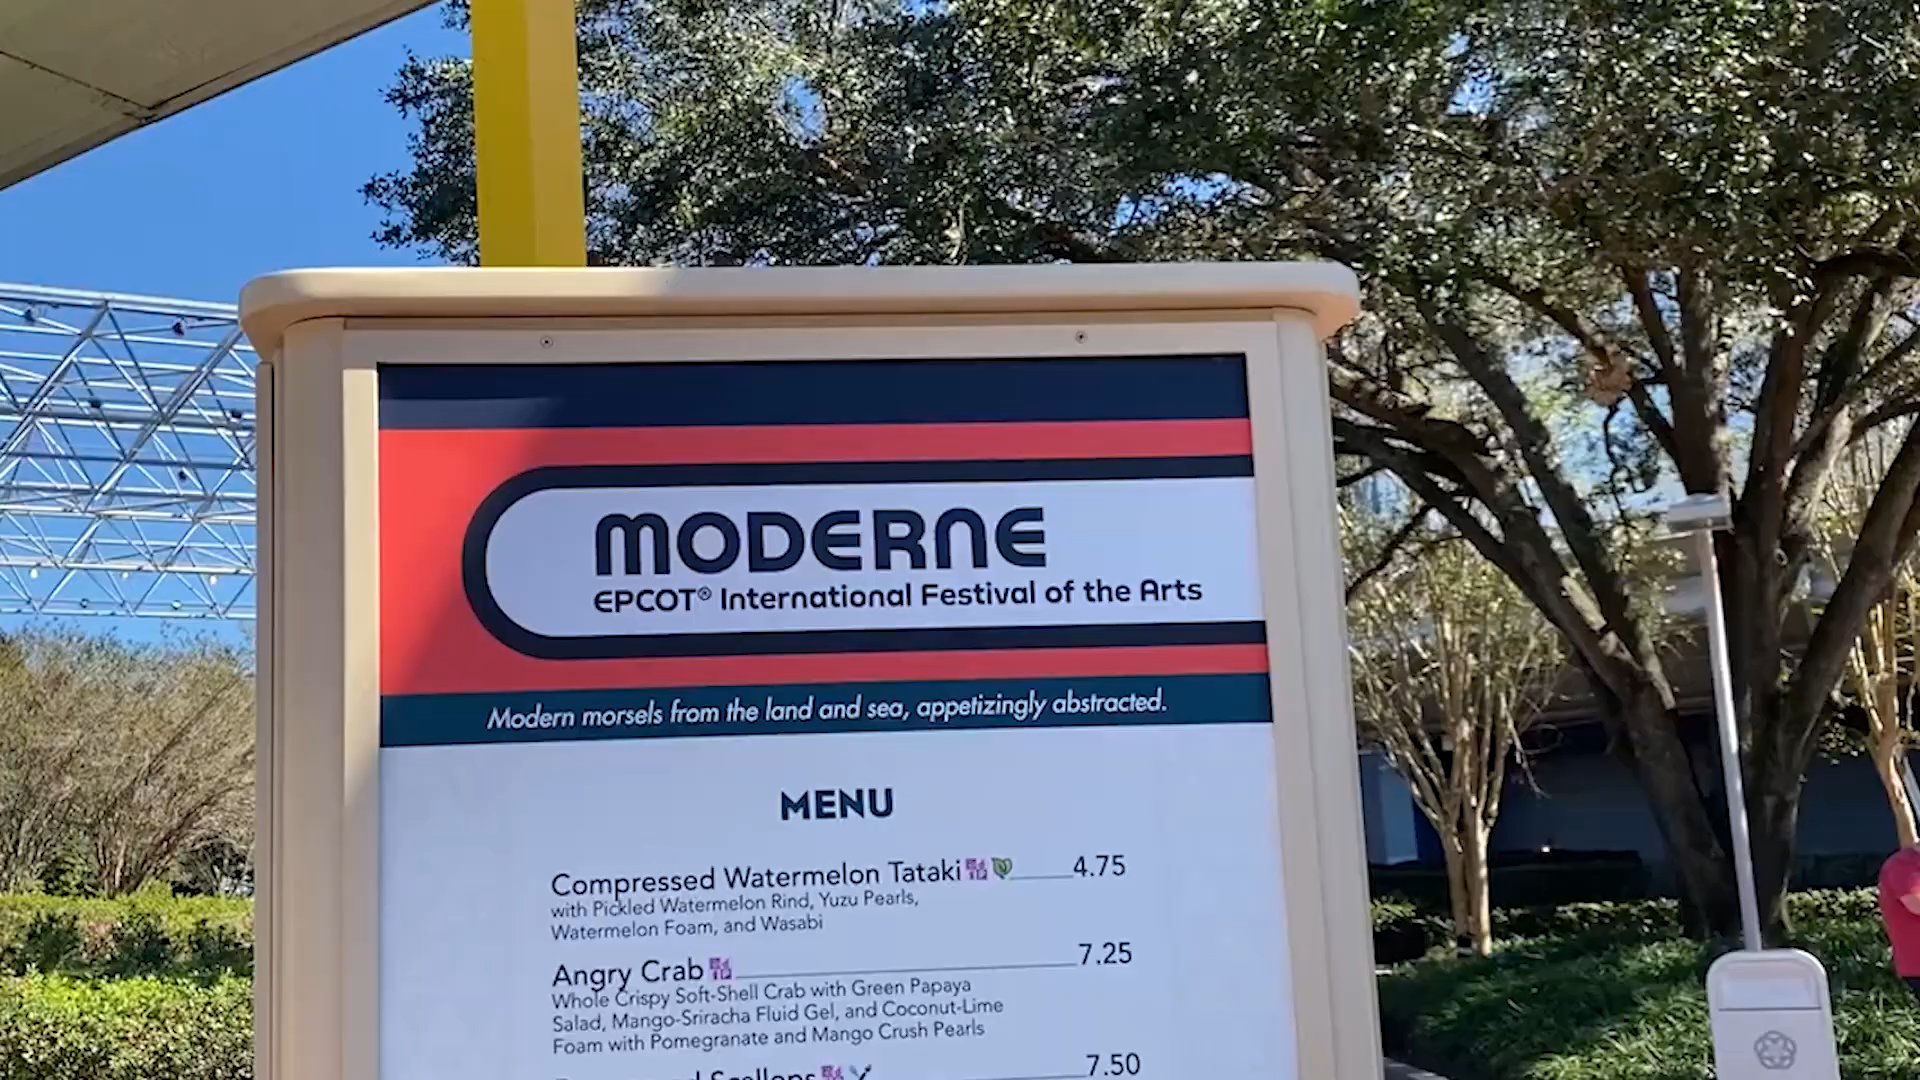 MODERNE
EPCOT® International Festival of the Arts
Modern morsels from the land and sea, appetizingly abstracted.
MENU
Compressed Watermelon Tataki 4.75
with Pickled Watermelon Rind, Yuzu Pearls,
Watermelon Foam, and Wasabi
Angry Crab 7.25
Whole Crispy Soft-Shell Crab with Green Papaya
Salad, Mango-Sriracha Fluid Gel, and Coconut-Lime
Foam with Pomegranate and Mango Crush Pearls
Scallops 7.50